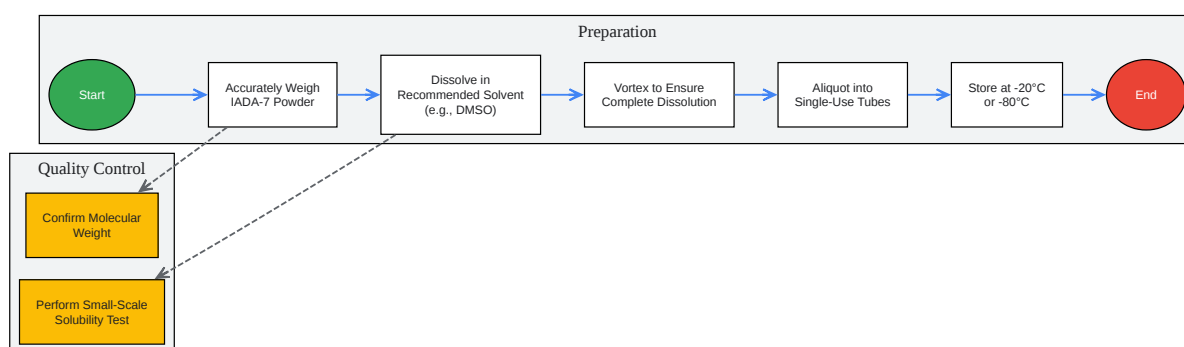 Preparation
Start
Accurately Weigh
IADA-7 Powder
Dissolve in
Recommended Solvent
(e.g., DMSO)
Vortex to Ensure
Complete Dissolution
Aliquot into
Single-Use Tubes
Store at -20°C
or -80°C
End
Quality Control
Confirm Molecular
Weight
Perform Small-Scale
Solubility Test